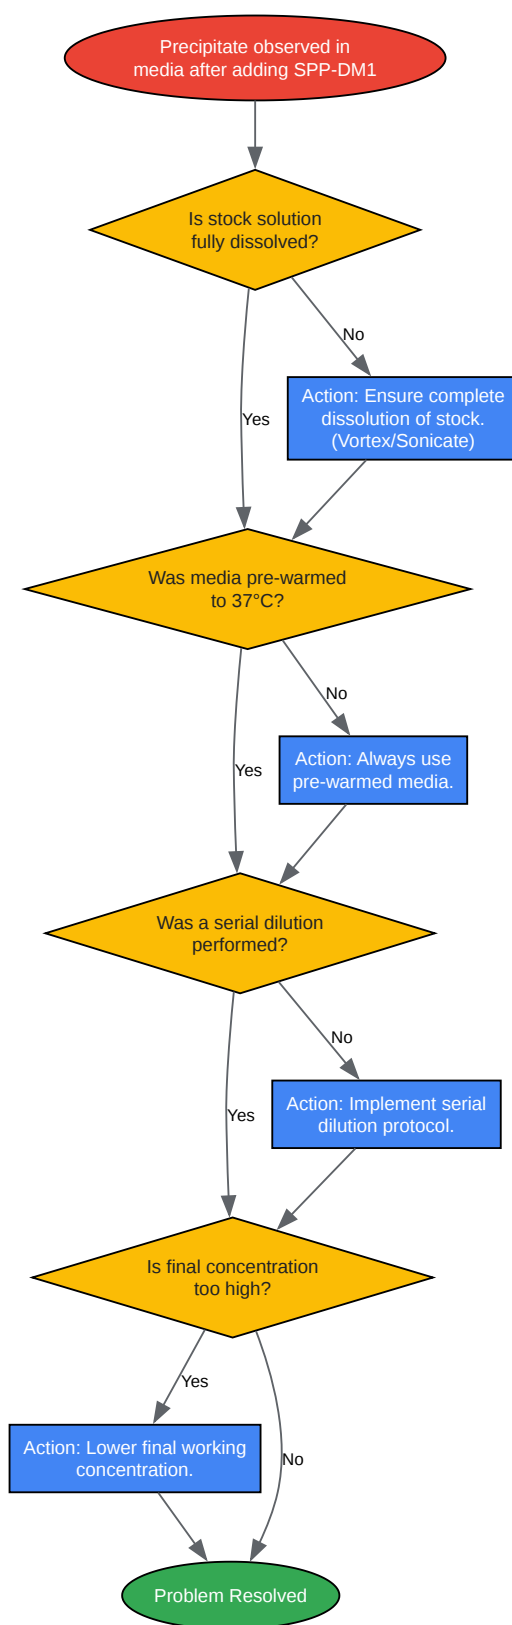 Precipitate observed in
media after adding SPP-DM1
Is stock solution
fully dissolved?
No
Action: Ensure complete
dissolution of stock.
(Vortex/Sonicate)
Yes
Was media pre-warmed
to 37°C?
No
Action: Always use
pre-warmed media.
Yes
Was a serial dilution
performed?
No
Action: Implement serial
dilution protocol.
Yes
Is final concentration
too high?
Yes
Action: Lower final working
concentration.
No
Problem Resolved